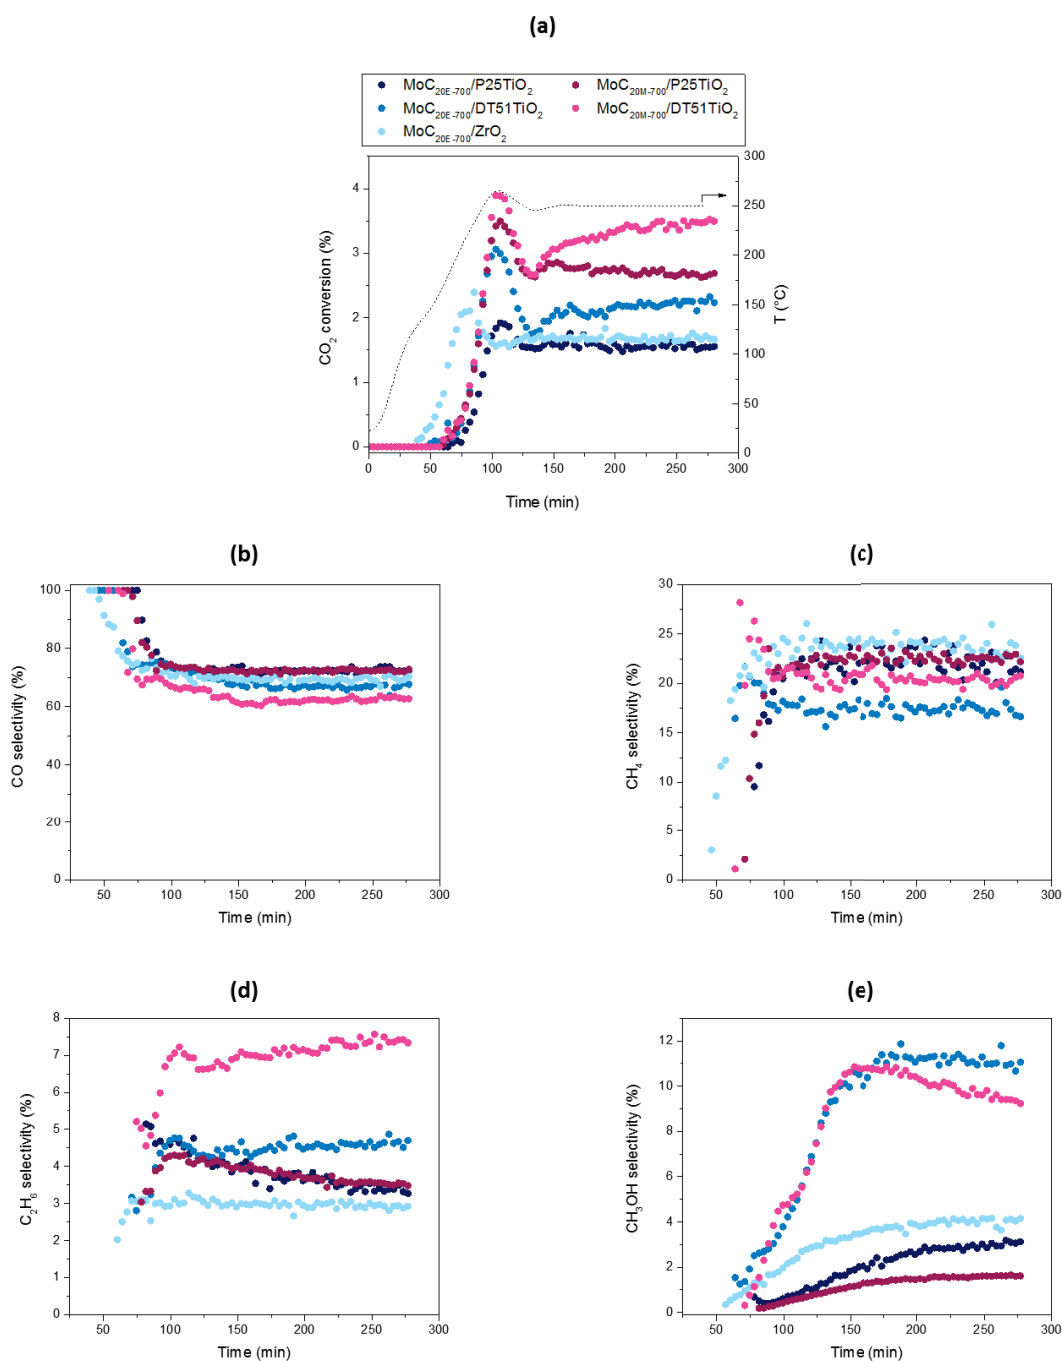 (a)
MoC20E-700/P25TiO2 MoC20M-700/P25TiO2
MoC20E-700/DT51TiO2 MoC20M-700/DT51TiO2
MoC20E-700/ZrO2
CO2 conversion (%)
4
3
2
1
0
300
250
200
150
100
50
0
T (°C)
0 50 100 150 200 250 300
Time (min)
(b)
CO selectivity (%)
100
80
60
40
20
0
50 100 150 200 250 300
Time (min)
(c)
CH4 selectivity (%)
30
25
20
15
10
5
0
50 100 150 200 250 300
Time (min)
(d)
C2H6 selectivity (%)
8
7
6
5
4
3
2
1
0
50 100 150 200 250 300
Time (min)
(e)
CH3OH selectivity (%)
12
10
8
6
4
2
0
50 100 150 200 250 300
Time (min)